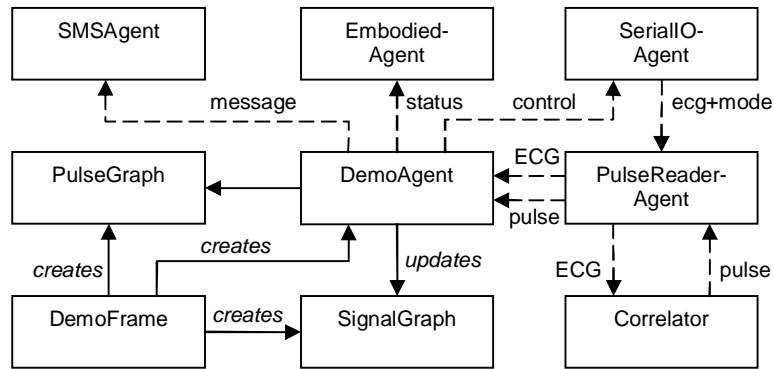 SMSAgent
Embodied-
Agent
SerialIO-
Agent
message
status
control
ecg+mode
PulseGraph
DemoAgent
ECG
pulse
PulseReader-
Agent
creates
creates
updates
ECG
pulse
DemoFrame
creates
SignalGraph
Correlator